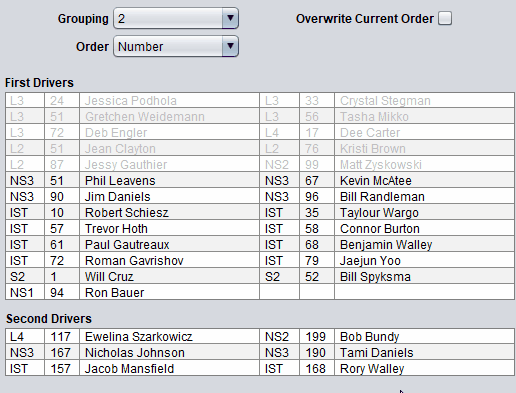 Grouping 2 Overwrite Current Order
Order Number
First Drivers
L3 24 Jessica Podhola L3 33 Crystal Stegman
L3 51 Gretchen Weidemann L3 56 Tasha Mikko
L3 72 Deb Engler L4 17 Dee Carter
L2 51 Jean Clayton L2 76 Kristi Brown
L2 87 Jessy Gauthier NS2 99 Matt Zyskowski
NS3 51 Phil Leavens NS3 67 Kevin McAtee
NS3 90 Jim Daniels NS3 96 Bill Randleman
IST 10 Robert Schiesz IST 35 Taylour Wargo
IST 57 Trevor Hoth IST 58 Connor Burton
IST 61 Paul Gautreaux IST 68 Benjamin Walley
IST 72 Roman Gavrishov IST 79 Jaejun Yoo
S2 1 Will Cruz S2 52 Bill Spyksma
NS1 94 Ron Bauer
Second Drivers
L4 117 Ewelina Szarkowicz NS2 199 Bob Bundy
NS3 167 Nicholas Johnson NS3 190 Tami Daniels
IST 157 Jacob Mansfield IST 168 Rory Walley